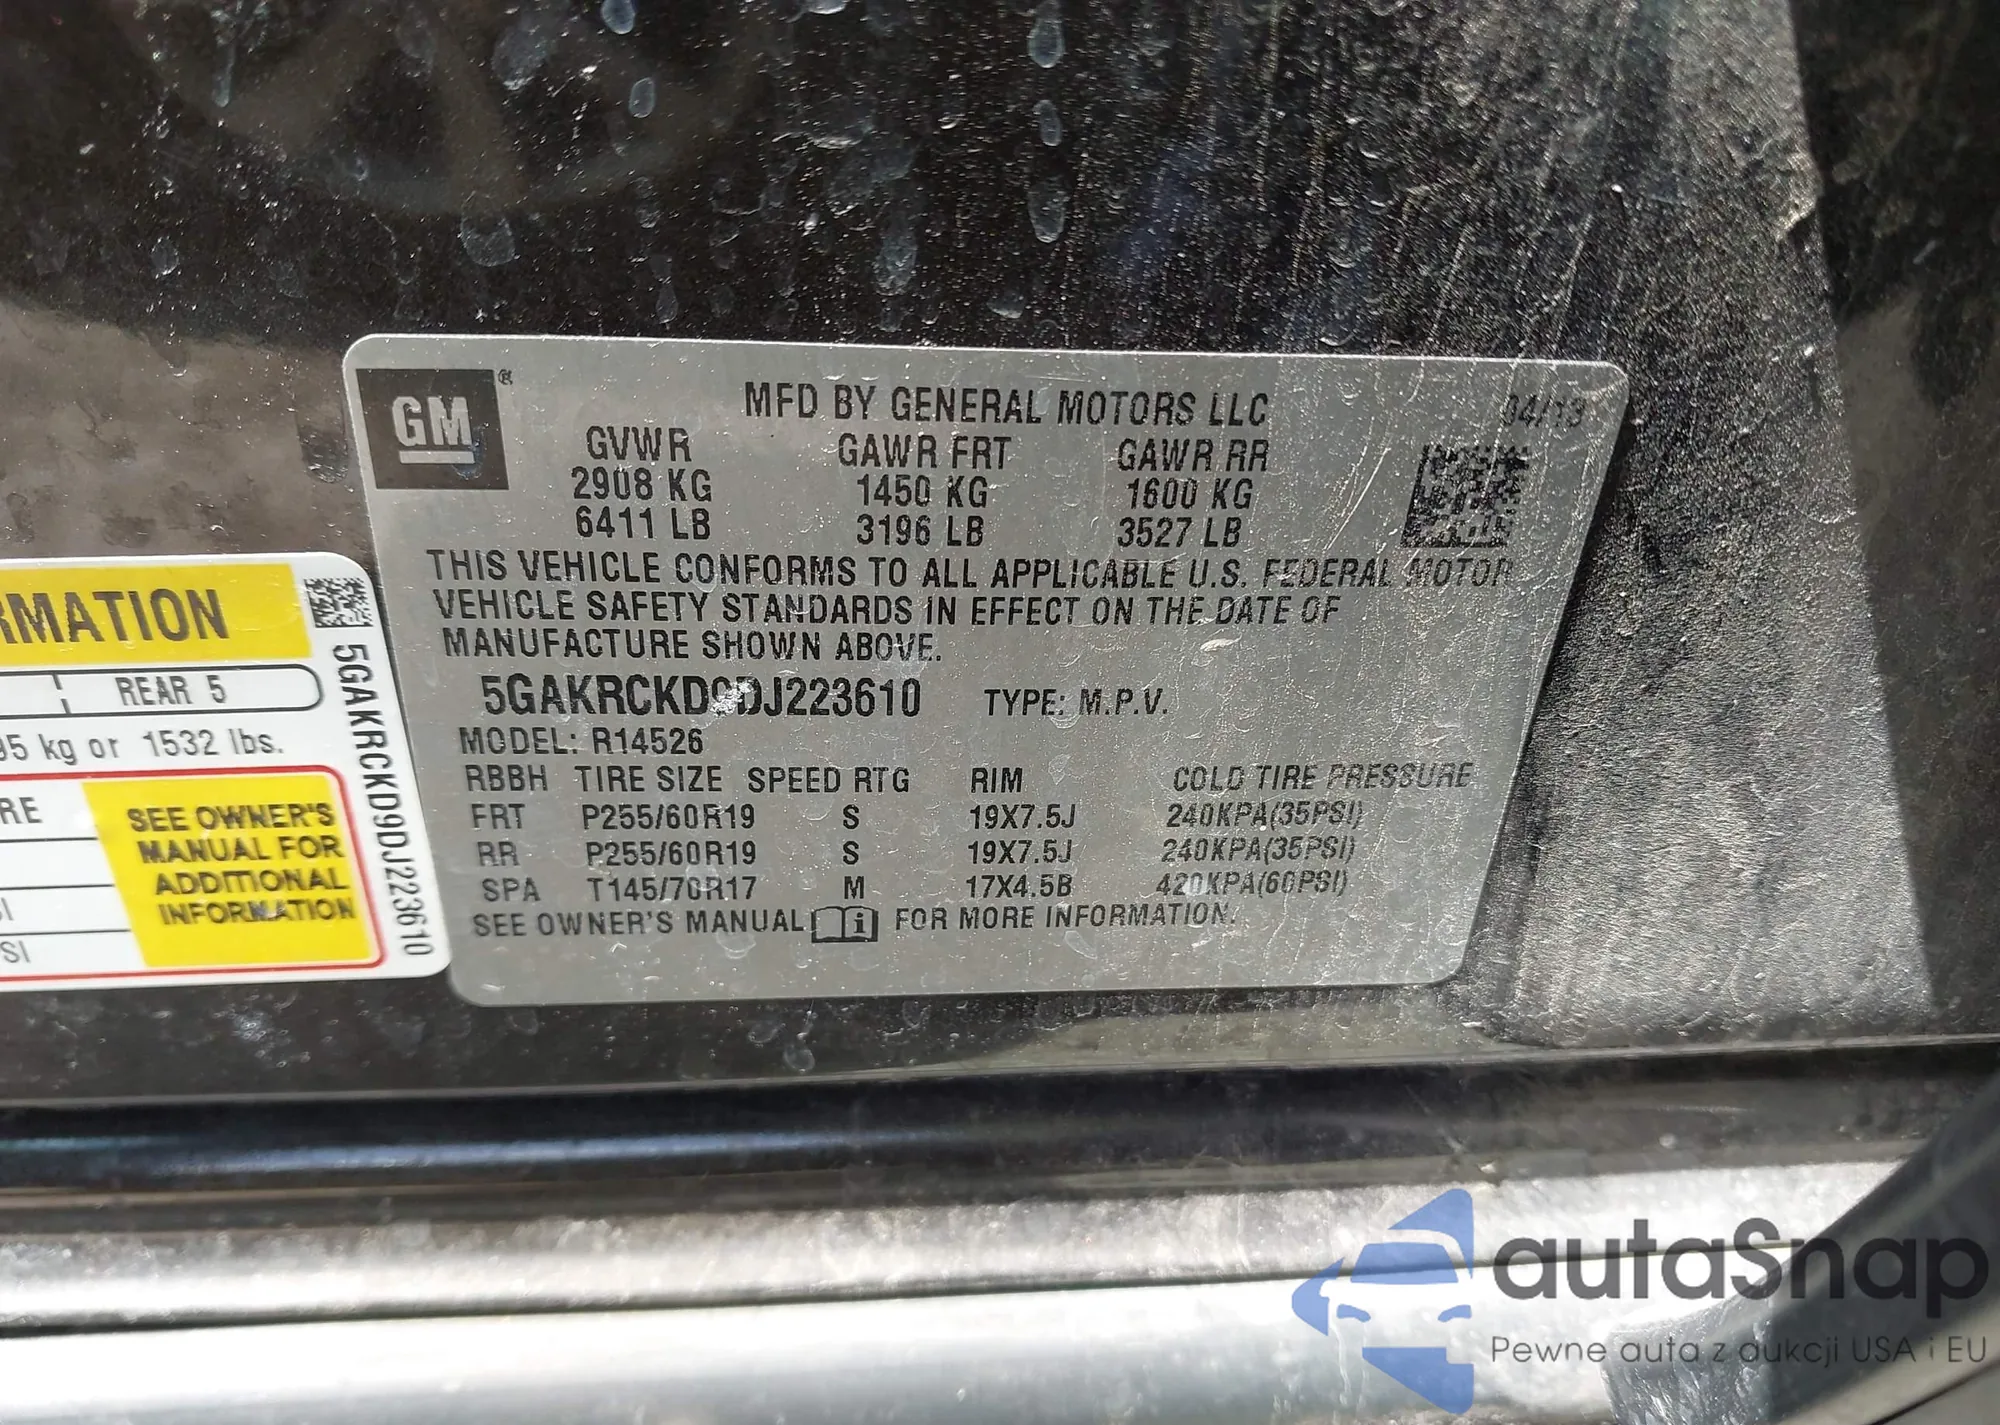 GM ®
MFD BY GENERAL MOTORS LLC 04/13
GVWR GAWR FRT GAWR RR
2908 KG 1450 KG 1600 KG
6411 LB 3196 LB 3527 LB
THIS VEHICLE CONFORMS TO ALL APPLICABLE U.S. FEDERAL MOTOR
VEHICLE SAFETY STANDARDS IN EFFECT ON THE DATE OF
MANUFACTURE SHOWN ABOVE.
5GAKRCKD9DJ223610 TYPE: M.P.V.
MODEL: R14526
RBBH TIRE SIZE SPEED RTG RIM COLD TIRE PRESSURE
FRT P255/60R19 S 19X7.5J 240KPA(35PSI)
RR P255/60R19 S 19X7.5J 240KPA(35PSI)
SPA T145/70R17 M 17X4.5B 420KPA(60PSI)
SEE OWNER'S MANUAL i FOR MORE INFORMATION.
RMATION
REAR 5
95 kg or 1532 lbs.
RE
SI
SEE OWNER'S
MANUAL FOR
ADDITIONAL
INFORMATION
5GAKRCKD9DJ223610
autaSnap
Pewne auta z aukcji USA i EU